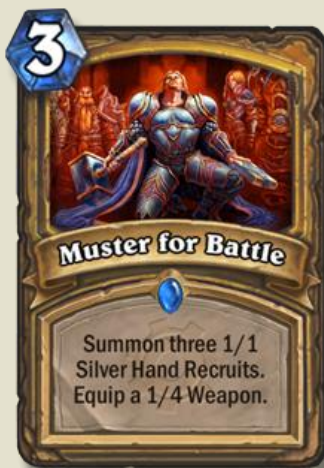 3
Muster for Battle
Summon three 1/1
Silver Hand Recruits.
Equip a 1/4 Weapon.